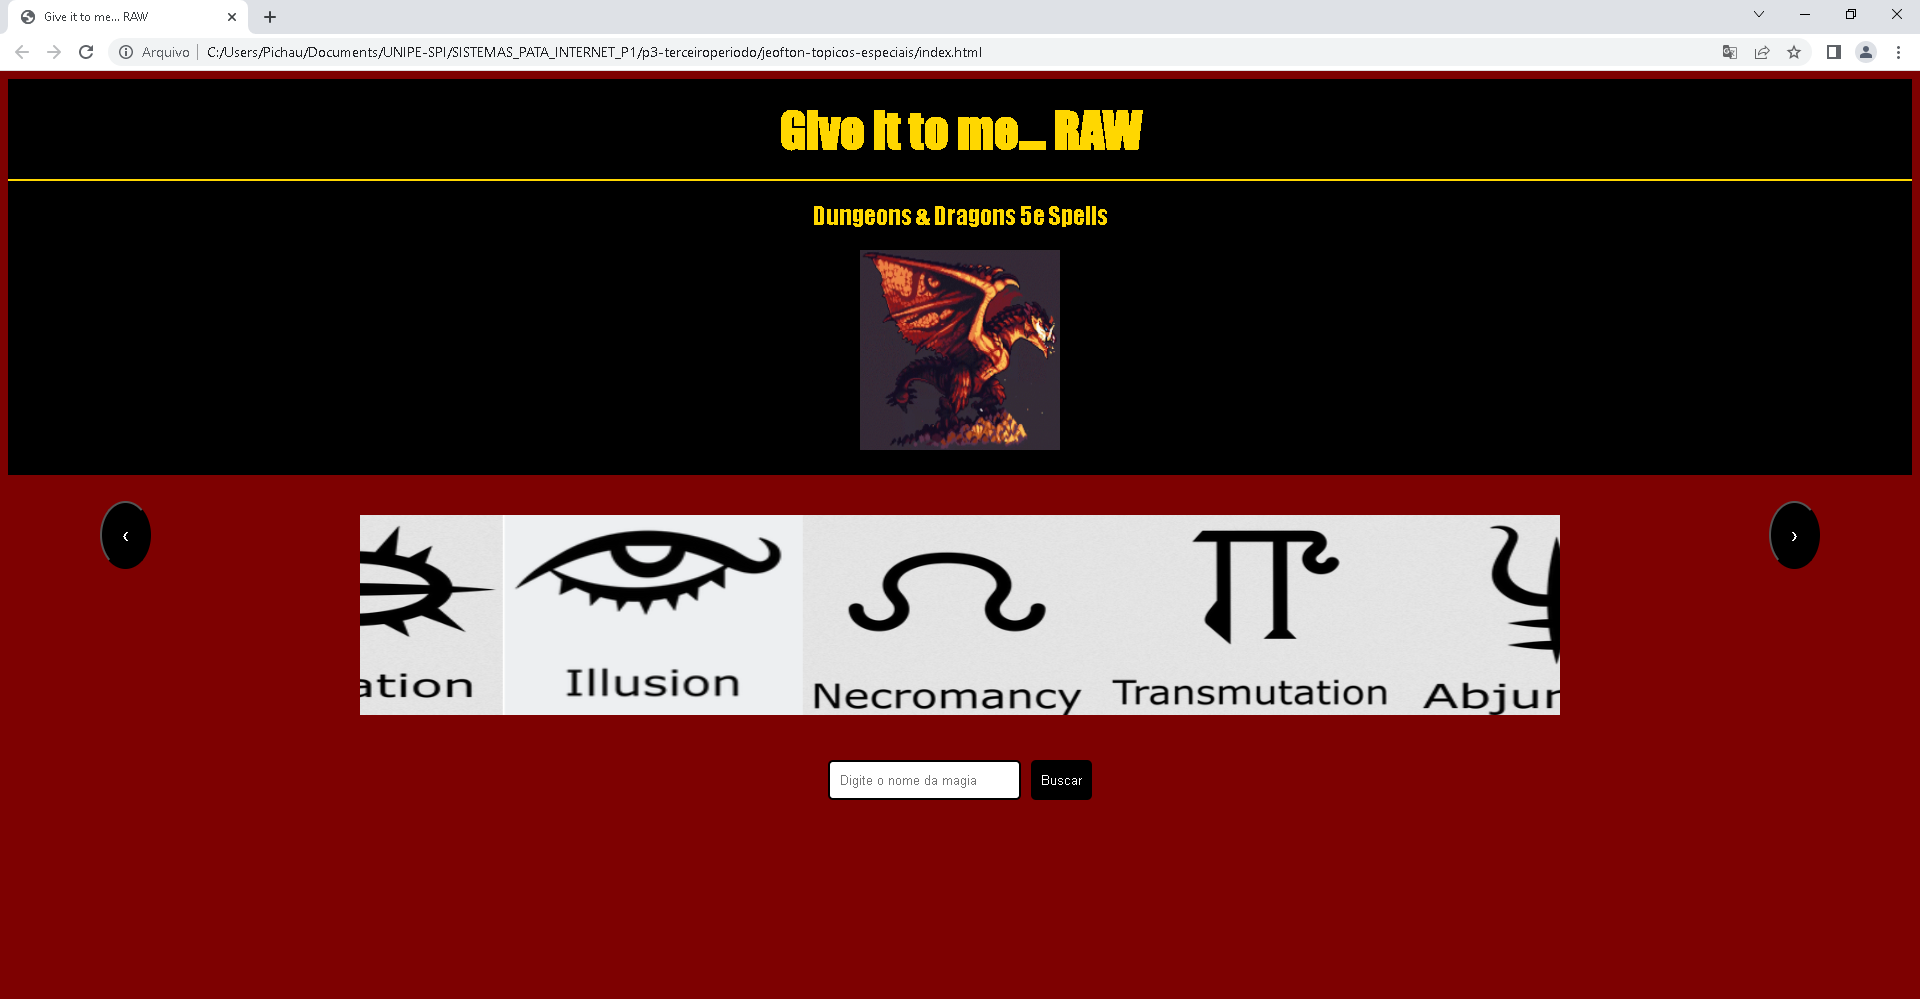 Give it to me... RAW
Arquivo | C:/Users/Pichau/Documents/UNIPE-SPI/SISTEMAS_PATA_INTERNET_P1/p3-terceiroperiodo/jeofton-topicos-especiais/index.html
Give it to me... RAW
Dungeons & Dragons 5e Spells
‹ ›
ation Illusion Necromancy Transmutation Abjur
Digite o nome da magia Buscar